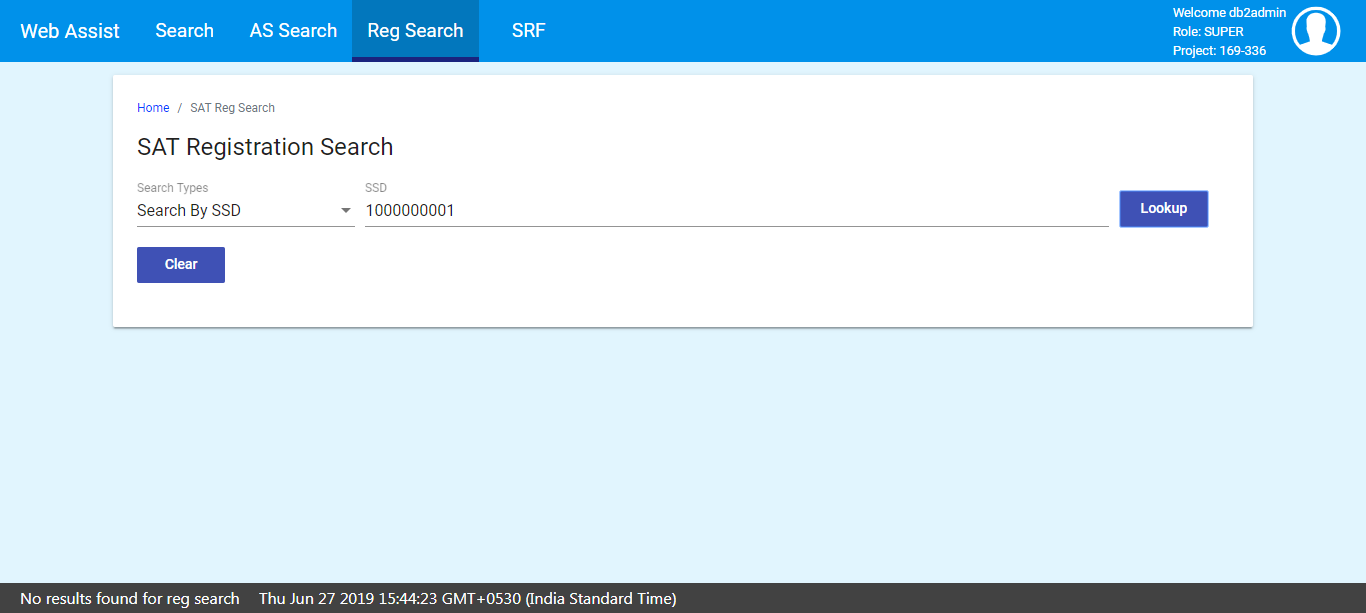 Web Assist Search AS Search Reg Search SRF
Welcome db2admin
Role: SUPER
Project: 169-336
Home / SAT Reg Search
SAT Registration Search
Search Types SSD
Search By SSD 1000000001 Lookup
Clear
No results found for reg search Thu Jun 27 2019 15:44:23 GMT+0530 (India Standard Time)